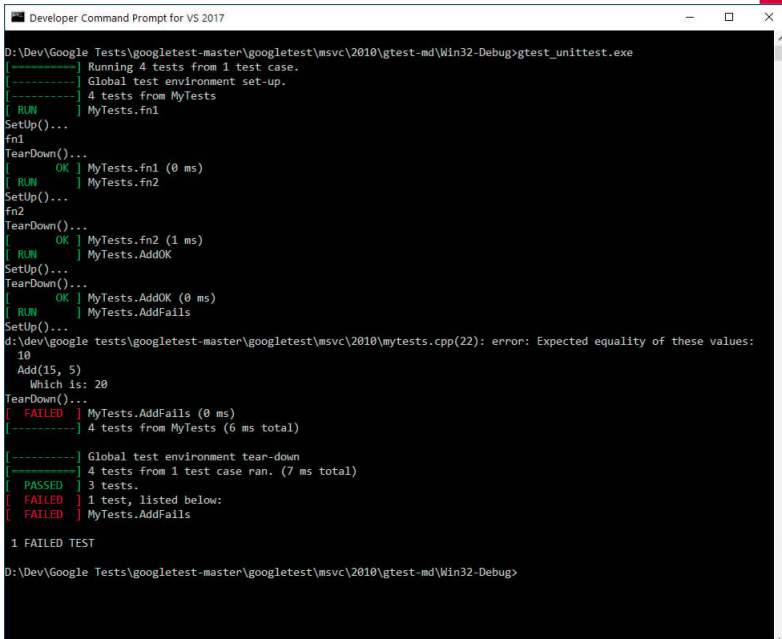 Developer Command Prompt for VS 2017
D:\Dev\Google Tests\googletest-master\googletest\msvc\2010\gtest-md\Win32-Debug>gtest_unittest.exe
[==========] Running 4 tests from 1 test case.
[----------] Global test environment set-up.
[----------] 4 tests from MyTests
[ RUN      ] MyTests.fn1
SetUp()...
fn1
TearDown()...
[       OK ] MyTests.fn1 (0 ms)
[ RUN      ] MyTests.fn2
SetUp()...
fn2
TearDown()...
[       OK ] MyTests.fn2 (1 ms)
[ RUN      ] MyTests.AddOK
SetUp()...
TearDown()...
[       OK ] MyTests.AddOK (0 ms)
[ RUN      ] MyTests.AddFails
SetUp()...
d:\dev\google tests\googletest-master\googletest\msvc\2010\mytests.cpp(22): error: Expected equality of these values:
  10
  Add(15, 5)
    Which is: 20
TearDown()...
[  FAILED  ] MyTests.AddFails (0 ms)
[----------] 4 tests from MyTests (6 ms total)

[----------] Global test environment tear-down
[==========] 4 tests from 1 test case ran. (7 ms total)
[  PASSED  ] 3 tests.
[  FAILED  ] 1 test, listed below:
[  FAILED  ] MyTests.AddFails

 1 FAILED TEST

D:\Dev\Google Tests\googletest-master\googletest\msvc\2010\gtest-md\Win32-Debug>